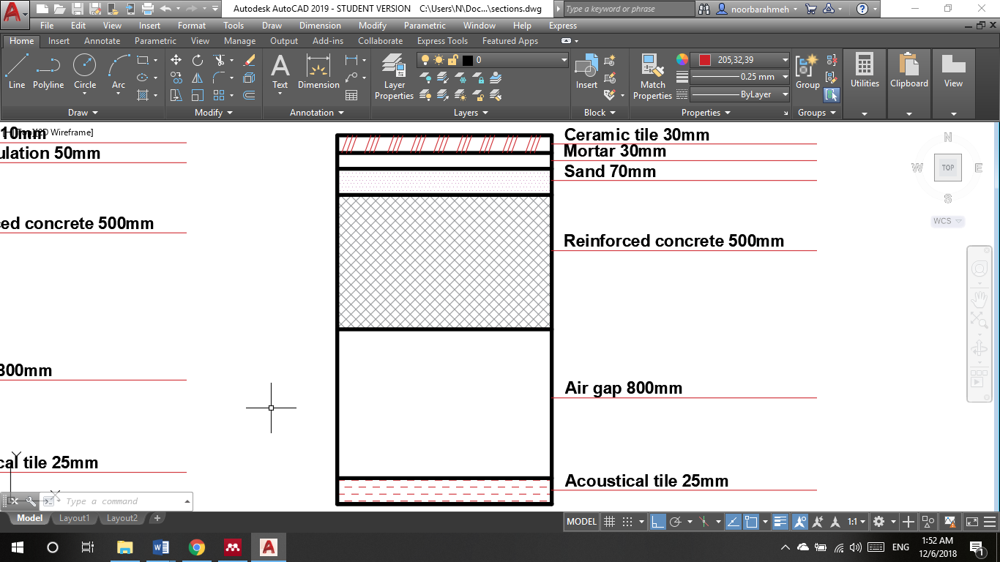 Autodesk AutoCAD 2019 - STUDENT VERSION C:\Users\N\Doc...\sections.dwg
Type a keyword or phrase
noorbarahmeh
File Edit View Insert Format Tools Draw Dimension Modify Parametric Window Help Express
Home Insert Annotate Parametric View Manage Output Add-ins Collaborate Express Tools Featured Apps
Line Polyline Circle Arc
Text Dimension
Layer Properties
0
Insert
Match Properties
205,32,39
0.25 mm
ByLayer
Group
Utilities
Clipboard
View
Draw Modify Annotation Layers Block Properties Groups
10mm
2D Wireframe]
ulation 50mm
ced concrete 500mm
800mm
cal tile 25mm
Ceramic tile 30mm
Mortar 30mm
Sand 70mm
Reinforced concrete 500mm
Air gap 800mm
Acoustical tile 25mm
N
W TOP E
S
WCS
Y
X
Type a command
Model Layout1 Layout2 +
MODEL
1:1
ENG
1:52 AM
12/6/2018
1